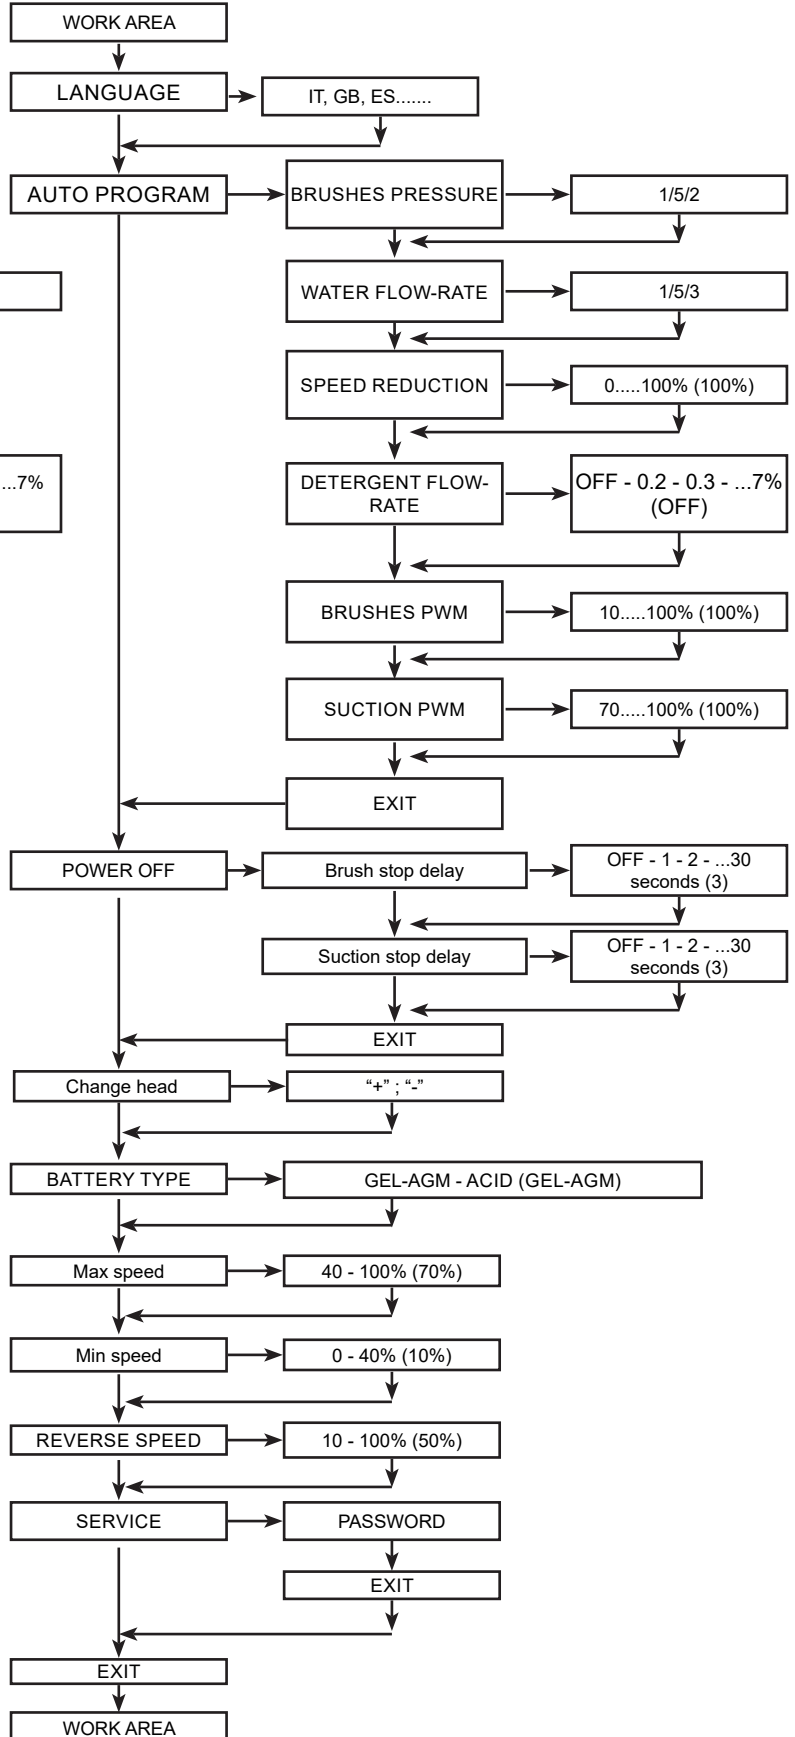 WORK AREA
LANGUAGE
IT, GB, ES.......
AUTO PROGRAM
BRUSHES PRESSURE
1/5/2
WATER FLOW-RATE
1/5/3
SPEED REDUCTION
0.....100% (100%)
...7%
DETERGENT FLOW-
RATE
OFF - 0.2 - 0.3 - ...7%
(OFF)
BRUSHES PWM
10.....100% (100%)
SUCTION PWM
70.....100% (100%)
EXIT
POWER OFF
Brush stop delay
OFF - 1 - 2 - ...30
seconds (3)
Suction stop delay
OFF - 1 - 2 - ...30
seconds (3)
EXIT
Change head
“+” ; “-”
BATTERY TYPE
GEL-AGM - ACID (GEL-AGM)
Max speed
40 - 100% (70%)
Min speed
0 - 40% (10%)
REVERSE SPEED
10 - 100% (50%)
SERVICE
PASSWORD
EXIT
EXIT
WORK AREA